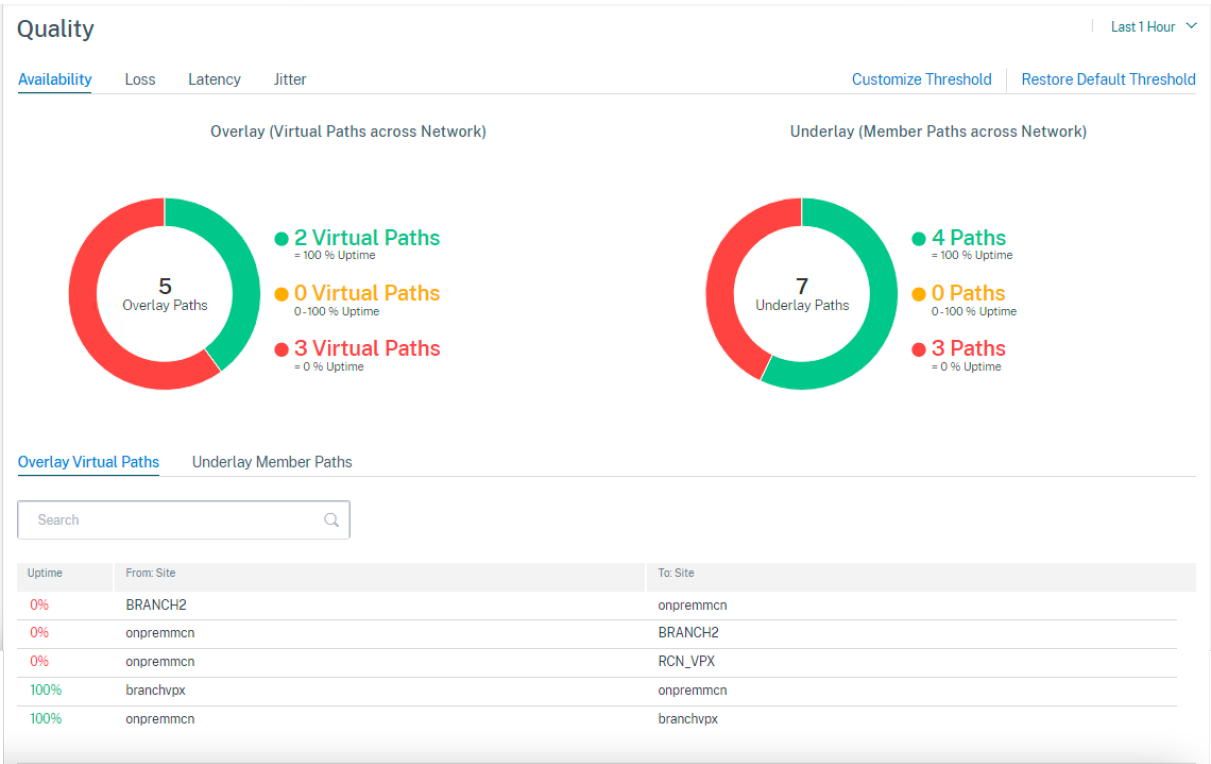 Quality
Last 1 Hour
Availability Loss Latency Jitter
Customize Threshold Restore Default Threshold
Overlay (Virtual Paths across Network)
Underlay (Member Paths across Network)
5
Overlay Paths
2 Virtual Paths
= 100 % Uptime
0 Virtual Paths
0-100 % Uptime
3 Virtual Paths
= 0 % Uptime
7
Underlay Paths
4 Paths
= 100 % Uptime
0 Paths
0-100 % Uptime
3 Paths
= 0 % Uptime
Overlay Virtual Paths Underlay Member Paths
Search
Uptime From: Site To: Site
0% BRANCH2 onpremmcn
0% onpremmcn BRANCH2
0% onpremmcn RCN_VPX
100% branchvpx onpremmcn
100% onpremmcn branchvpx